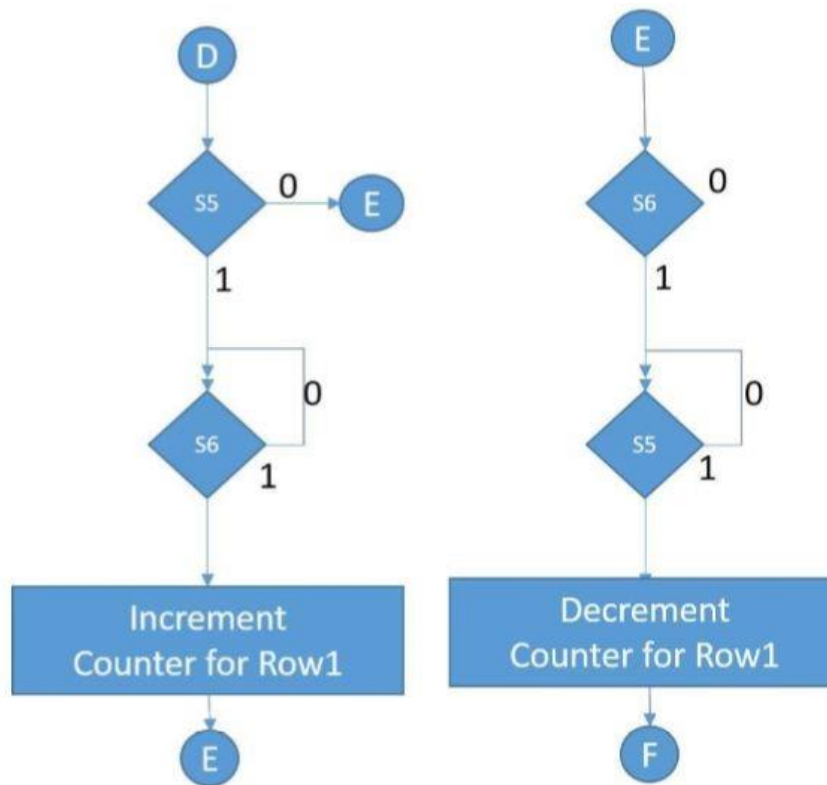 D
S5
0
E
1
S6
0
1
Increment
Counter for Row1
E
E
S6
0
1
S5
0
1
Decrement
Counter for Row1
F